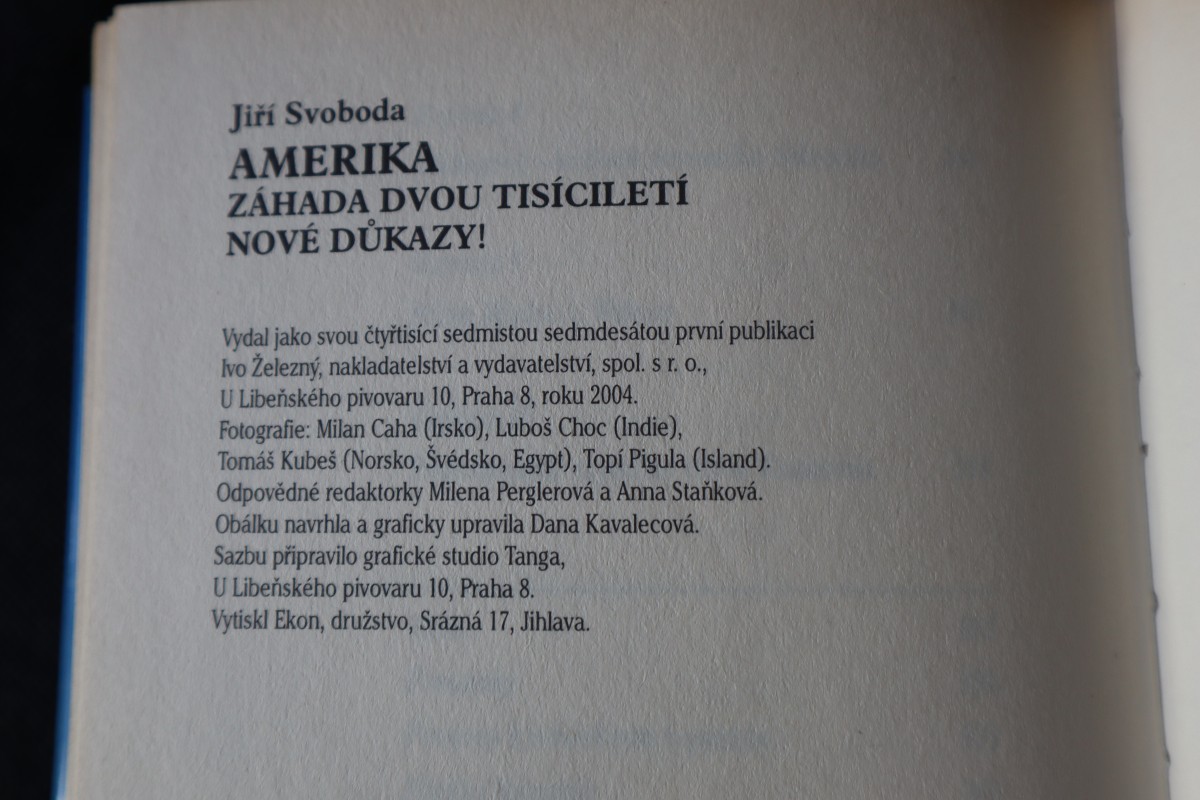 Jiří Svoboda
AMERIKA
ZÁHADA DVOU TISÍCILETÍ
NOVÉ DŮKAZY!
Vydal jako svou čtyřtisící sedmistou sedmdesátou první publikaci
Ivo Železný, nakladatelství a vydavatelství, spol. s r. o.,
U Libeňského pivovaru 10, Praha 8, roku 2004.
Fotografie: Milan Caha (Irsko), Luboš Choc (Indie),
Tomáš Kubeš (Norsko, Švédsko, Egypt), Topí Pigula (Island).
Odpovědné redaktorky Milena Perglerová a Anna Staňková.
Obálku navrhla a graficky upravila Dana Kavalecová.
Sazbu připravilo grafické studio Tanga,
U Libeňského pivovaru 10, Praha 8.
Vytiskl Ekon, družstvo, Srázná 17, Jihlava.